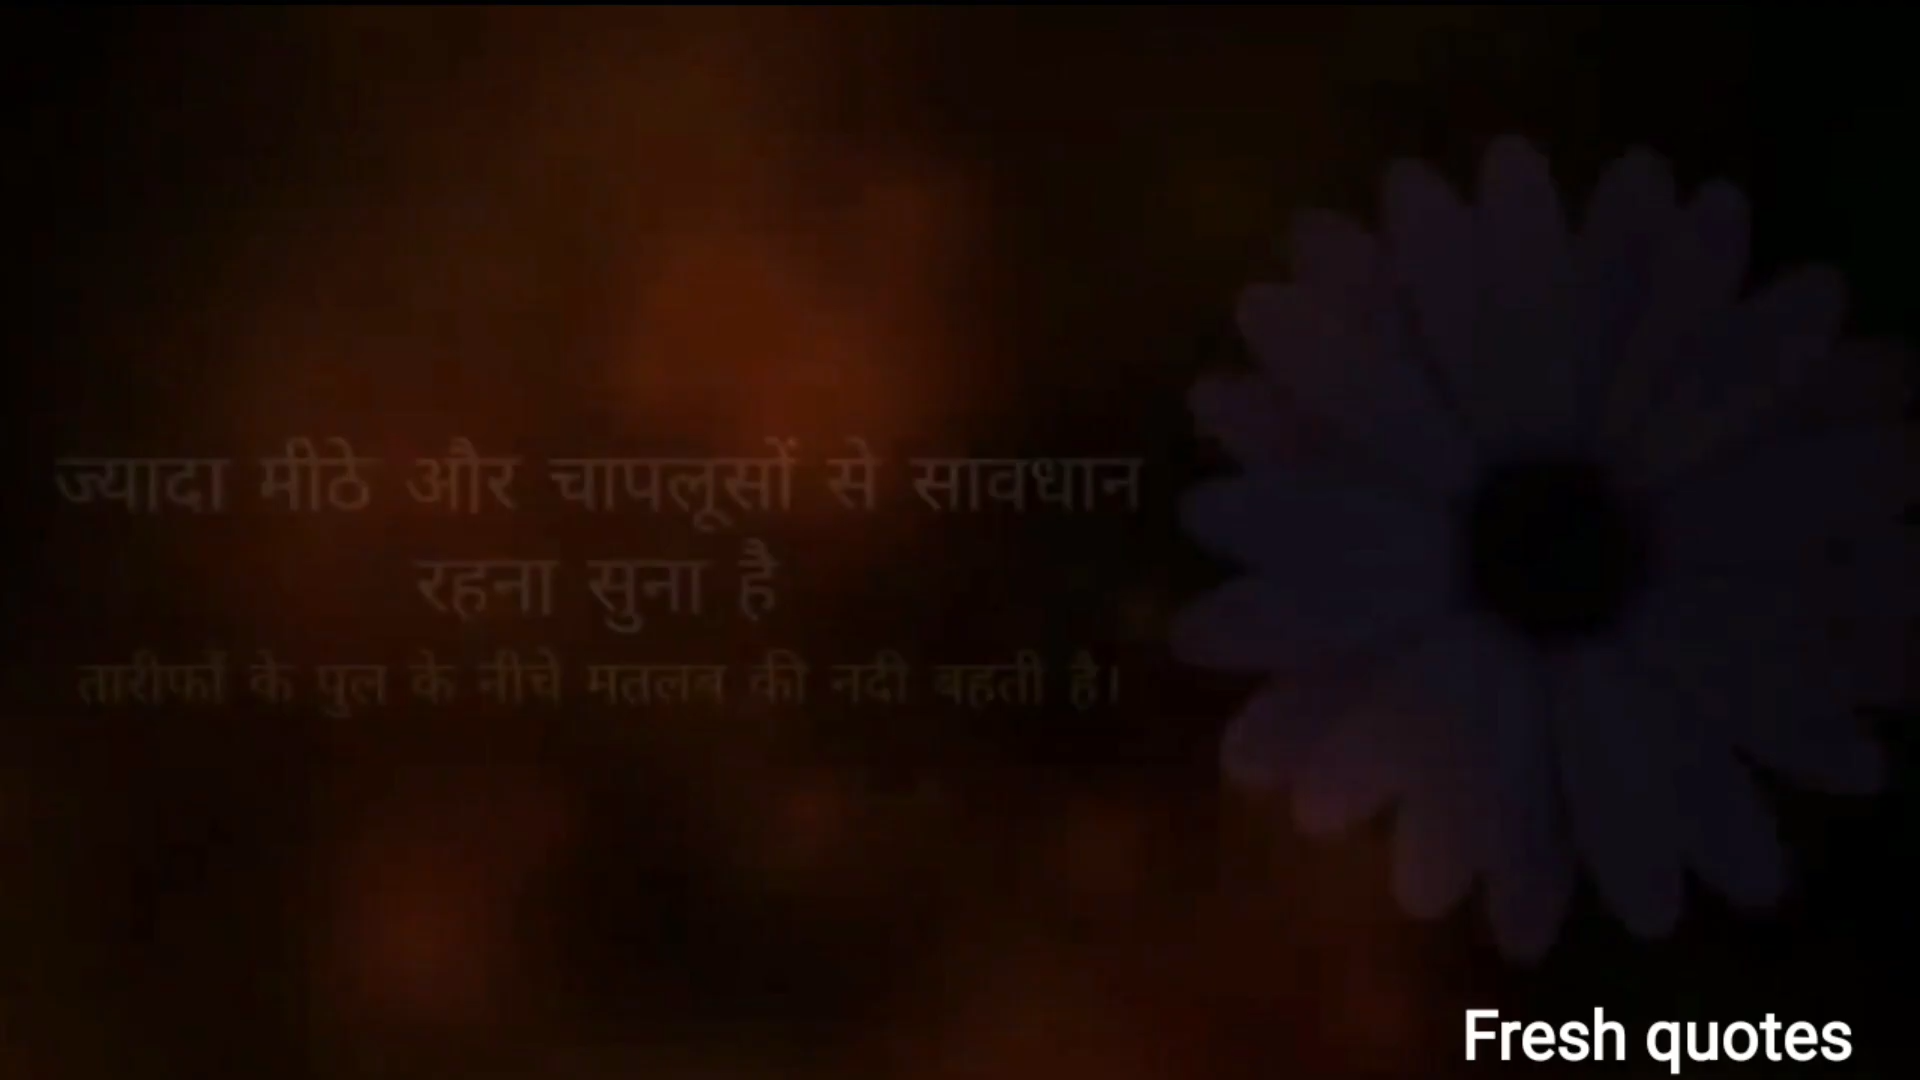 ज्यादा मीठे और चापलूसों से सावधान
रहना सुना है
तारीफों के पुल के नीचे मतलब की नदी बहती है।
Fresh quotes